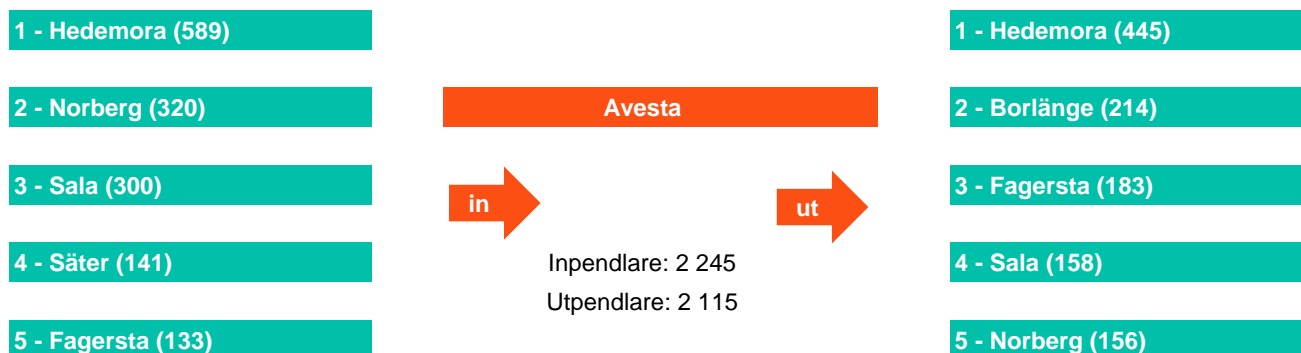 1 - Hedemora (589)
2 - Norberg (320)
3 - Sala (300)
4 - Säter (141)
5 - Fagersta (133)
Avesta
in
ut
Inpendlare: 2 245
Utpendlare: 2 115
1 - Hedemora (445)
2 - Borlänge (214)
3 - Fagersta (183)
4 - Sala (158)
5 - Norberg (156)